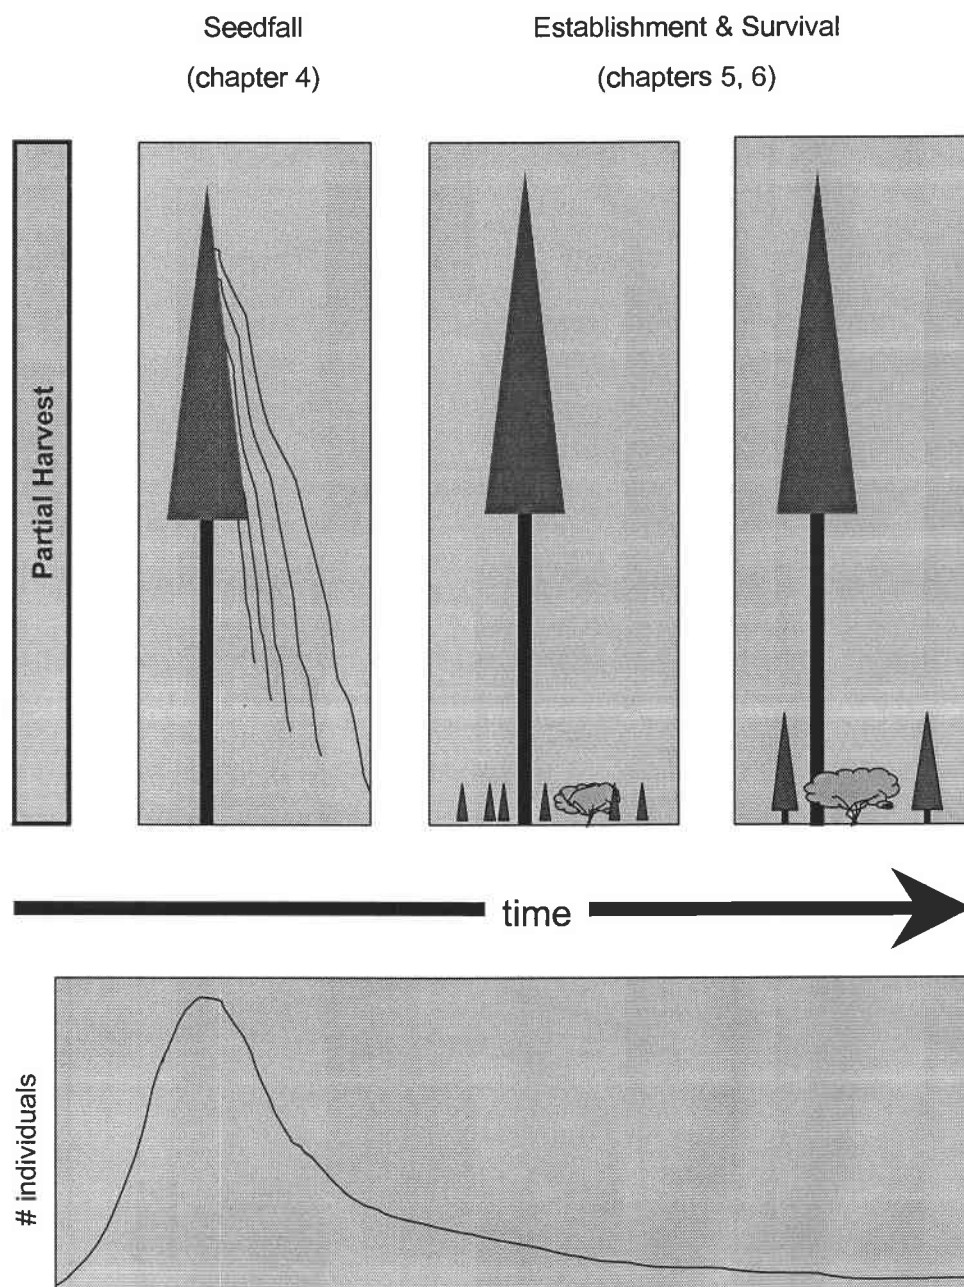 Seedfall
(chapter 4)
Establishment & Survival
(chapters 5, 6)
Partial Harvest
time
# individuals